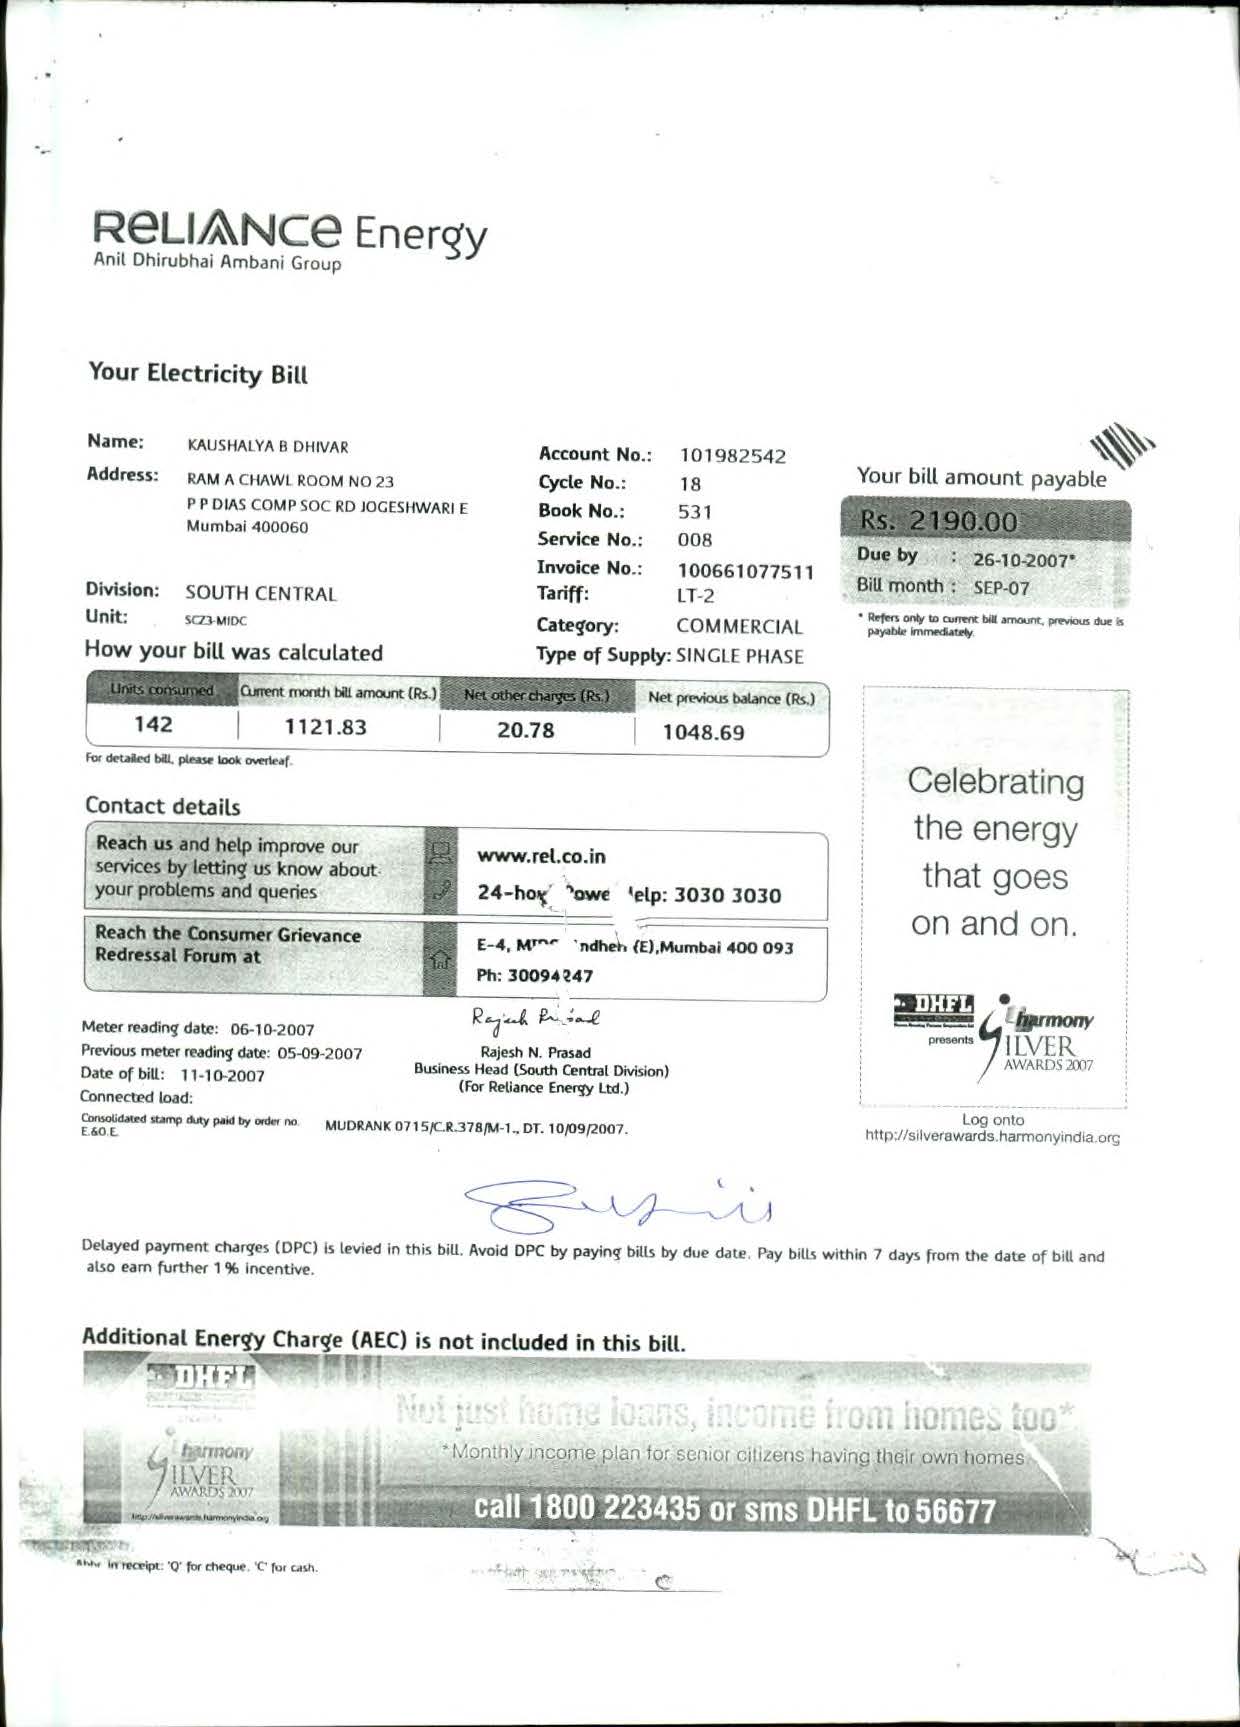 RELIANCE Energy
Anil Dhirubhai Ambani Group
Your Electricity Bill
Name: KAUSHALYA B DHIVAR
Address: RAM A CHAWL ROOM NO 23
P P DIAS COMP SOC RD JOGESHWARI E
Mumbai 400060
Division: SOUTH CENTRAL
Unit: SCZ3-MIDC
Account No.: 101982542
Cycle No.: 18
Book No.: 531
Service No.: 008
Invoice No.: 100661077511
Tariff: LT-2
Category: COMMERCIAL
Type of Supply: SINGLE PHASE
Your bill amount payable
Rs. 2190.00
Due by : 26-10-2007*
Bill month : SEP-07
* Refers only to current bill amount, previous due is
payable immediately.
How your bill was calculated
Units consumed Current month bill amount (Rs.) Net other charges (Rs.) Net previous balance (Rs.)
142 1121.83 20.78 1048.69
For detailed bill, please look overleaf.
Contact details
Reach us and help improve our
services by letting us know about
your problems and queries
www.rel.co.in
24-hou owe elp: 3030 3030
Reach the Consumer Grievance
Redressal Forum at
E-4, (E),Mumbai 400 093
Ph: 30094247
Rajesh Prasad
Rajesh N. Prasad
Business Head (South Central Division)
(For Reliance Energy Ltd.)
Meter reading date: 06-10-2007
Previous meter reading date: 05-09-2007
Date of bill: 11-10-2007
Connected load:
Consolidated stamp duty paid by order no. MUDRANK 0715/C.R.378/M-1., DT. 10/09/2007.
E.&O.E.
Celebrating
the energy
that goes
on and on.
DHFL
presents
harmony
SILVER
AWARDS 2007
Log onto
http://silverawards.harmonyindia.org
Delayed payment charges (DPC) is levied in this bill. Avoid DPC by paying bills by due date. Pay bills within 7 days from the date of bill and
also earn further 1% incentive.
Additional Energy Charge (AEC) is not included in this bill.
DHFL
harmony
SILVER
AWARDS 2007
http://silverawards.harmonyindia.org
Not just home loans, income from homes too*
*Monthly income plan for senior citizens having their own homes
call 1800 223435 or sms DHFL to 56677
in receipt: 'Q' for cheque. 'C' for cash.